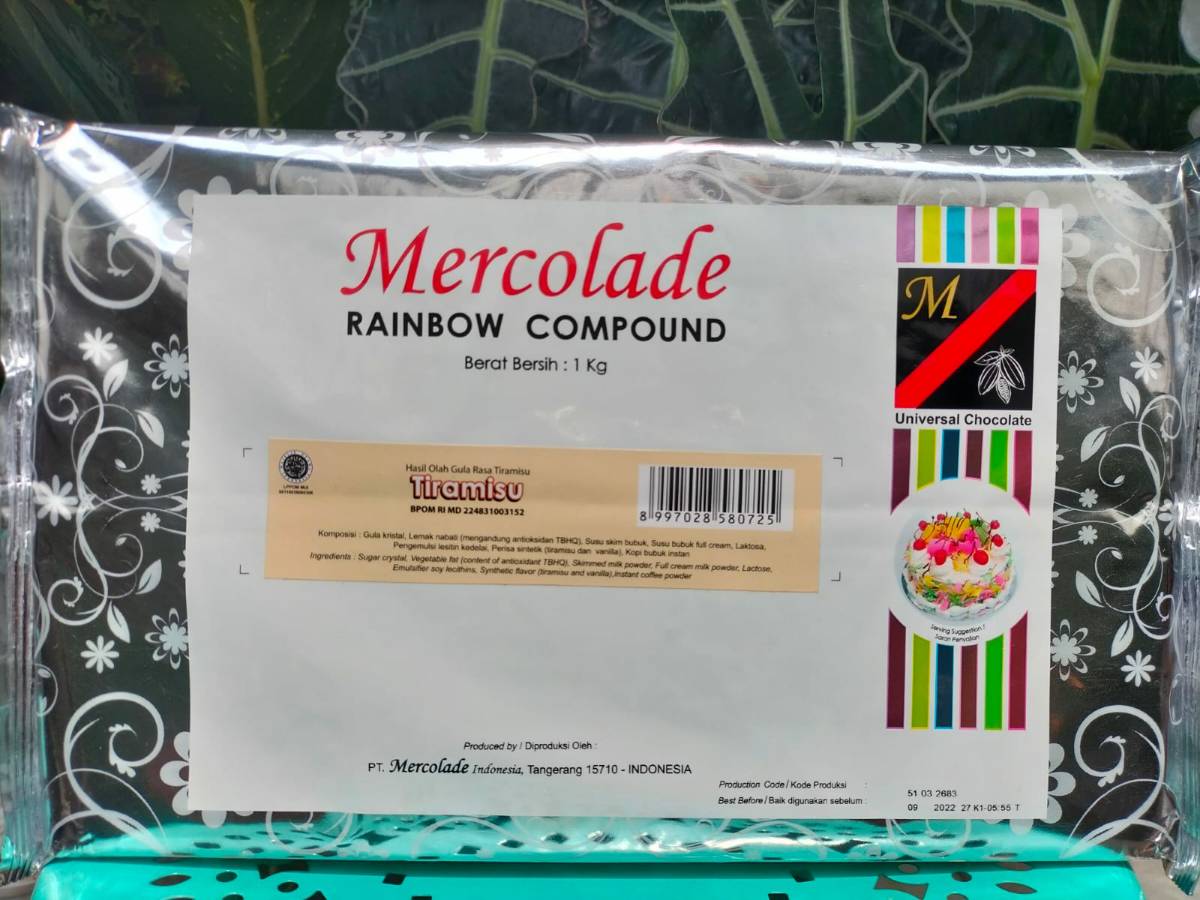 Mercolade
RAINBOW COMPOUND
Berat Bersih : 1 Kg
M
Universal Chocolate
Hasil Olah Gula Rasa Tiramisu
Tiramisu
BPOM RI MD 224831003152
8 997028 580725
Komposisi : Gula kristal, Lemak nabati (mengandung antioksidan TBHQ), Susu skim bubuk, Susu bubuk full cream, Laktosa,
Pengemulsi lesitin kedelai, Perisa sintetik (tiramisu dan vanilla), Kopi bubuk instan
Ingredients : Sugar crystal, Vegetable fat (content of antioxidant TBHQ), Skimmed milk powder, Full cream milk powder, Lactose,
Emulsifier soy lecithins, Synthetic flavor (tiramisu and vanilla),Instant coffee powder
Serving Suggestion /
Saran Penyajian
Produced by / Diproduksi Oleh :
PT. Mercolade Indonesia, Tangerang 15710 - INDONESIA
Production Code / Kode Produksi : 51 03 2683
Best Before / Baik digunakan sebelum : 09 2022 27 K1-05:55 T